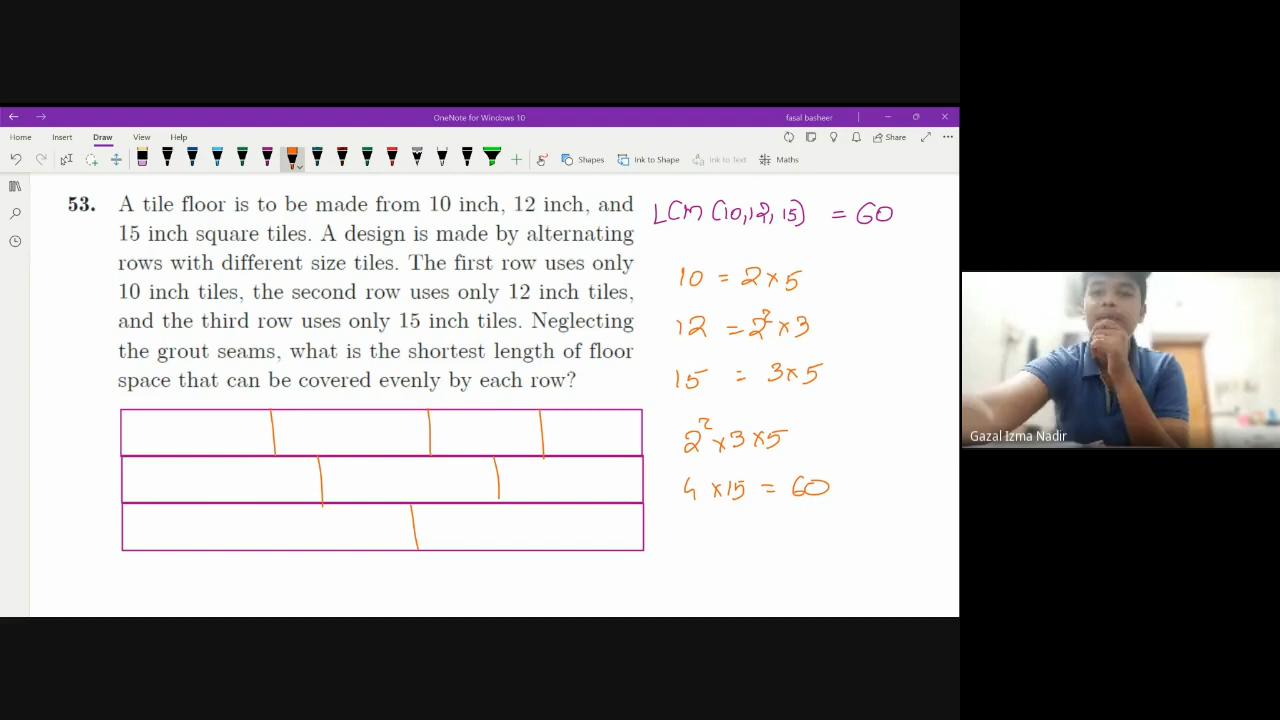 OneNote for Windows 10
fasal basheer
Home Insert Draw View Help
Share
Shapes
Ink to Shape
Ink to Text
Maths
53. A tile floor is to be made from 10 inch, 12 inch, and
15 inch square tiles. A design is made by alternating
rows with different size tiles. The first row uses only
10 inch tiles, the second row uses only 12 inch tiles,
and the third row uses only 15 inch tiles. Neglecting
the grout seams, what is the shortest length of floor
space that can be covered evenly by each row?
LCM (10,12, 15) = 60
10 = 2 × 5
12 = 2² × 3
15 = 3 × 5
2² × 3 × 5
4 × 15 = 60
Gazal Izma Nadir